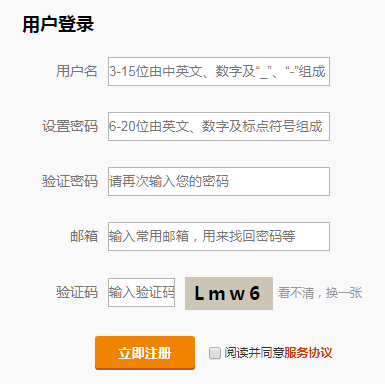 用户登录
用户名 3-15位由中英文、数字及“_”、“-”组成
设置密码 6-20位由英文、数字及标点符号组成
验证密码 请再次输入您的密码
邮箱 输入常用邮箱，用来找回密码等
验证码 输入验证码 Lmw6 看不清，换一张
立即注册 阅读并同意服务协议